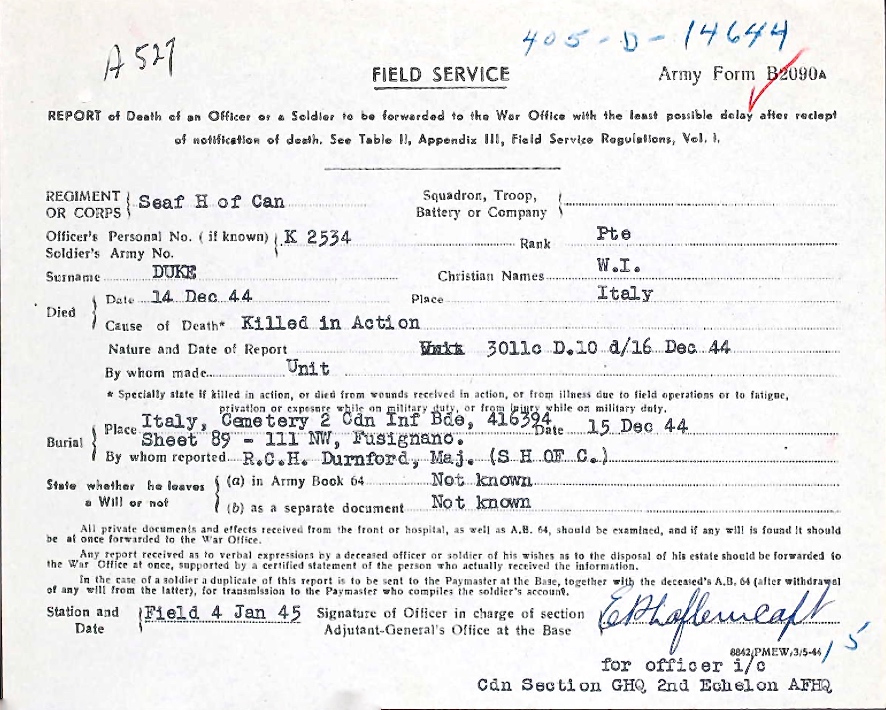 405-D-14644
A 527
FIELD SERVICE
Army Form B2090A
REPORT of Death of an Officer or a Soldier to be forwarded to the War Office with the least possible delay after reciept
of notification of death. See Table II, Appendix III, Field Service Regulations, Vol. I.
REGIMENT OR CORPS Seaf H of Can Squadron, Troop, Battery or Company
Officer's Personal No. (if known) Soldier's Army No. K 2534 Rank Pte
Surname DUKE Christian Names W.I.
Died Date 14 Dec 44 Place Italy
Cause of Death* Killed in Action
Nature and Date of Report Unit 3011c D.10 d/16 Dec 44
By whom made Unit
* Specially state if killed in action, or died from wounds received in action, or from illness due to field operations or to fatigue,
privation or exposure while on military duty, or from injury while on military duty.
Burial Place Italy, Cemetery 2 Cdn Inf Bde, 416394 Date 15 Dec 44
Sheet 89 - 111 NW, Fusignano.
By whom reported R.C.H. Durnford, Maj. (S H OF C.)
State whether he leaves a Will or not (a) in Army Book 64 Not known
(b) as a separate document Not known
All private documents and effects received from the front or hospital, as well as A.B. 64, should be examined, and if any will is found it should
be at once forwarded to the War Office.
Any report received as to verbal expressions by a deceased officer or soldier of his wishes as to the disposal of his estate should be forwarded to
the War Office at once, supported by a certified statement of the person who actually received the information.
In the case of a soldier a duplicate of this report is to be sent to the Paymaster at the Base, together with the deceased's A.B. 64 (after withdrawal
of any will from the latter), for transmission to the Paymaster who compiles the soldier's account.
Station and Date Field 4 Jan 45 Signature of Officer in charge of section
Adjutant-General's Office at the Base
8842/PMEW/3/5-44
15
for officer i/c
Cdn Section GHQ 2nd Echelon AFHQ